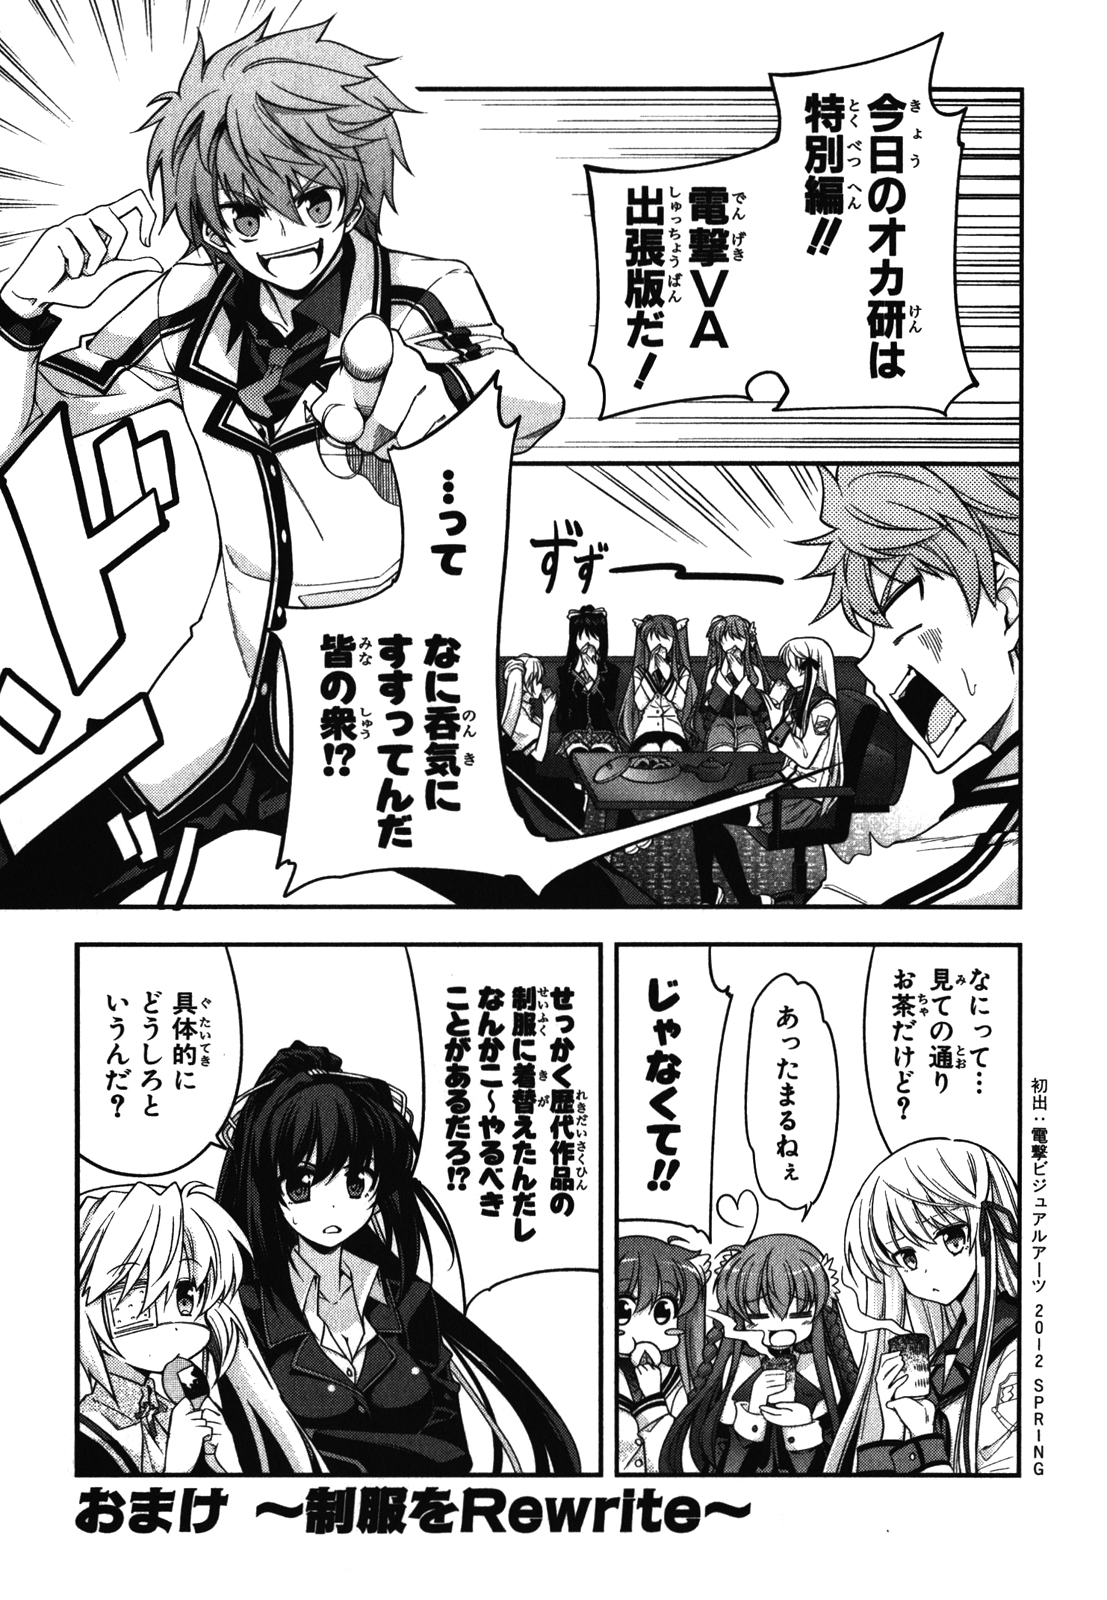 今日のオカ研は
特別編!!
電撃VA
出張版だ!
ドンッ
ずずずー
…って
なに呑気に
すすってんだ
皆の衆!?
なにって…
見ての通り
お茶だけど?
あったまるねぇ
じゃなくて!!
せっかく歴代作品の
制服に着替えたんだし
なんかこ～やるべき
ことがあるだろ!?
具体的に
どうしろと
いうんだ?
初出:電撃ビジュアルアーツ 2012 SPRING
おまけ ～制服をRewrite～